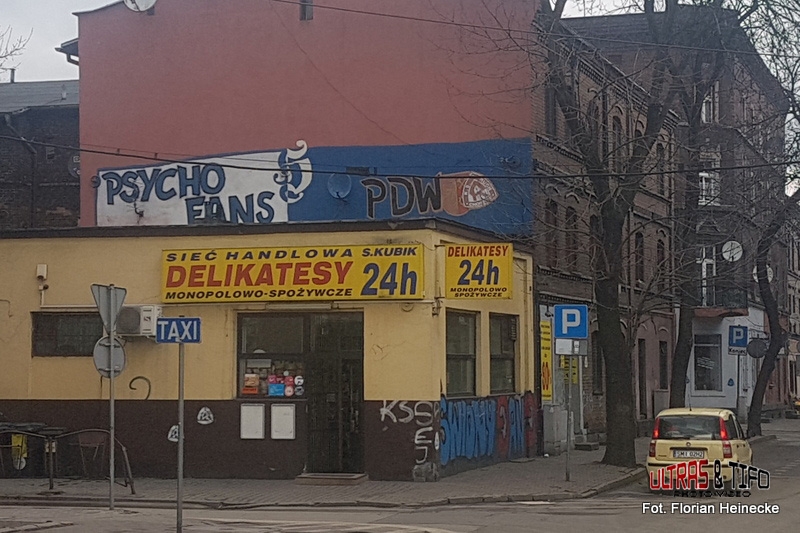 PSYCHO
FANS
PDW
SIEĆ HANDLOWA S.KUBIK
DELIKATESY 24h
MONOPOLOWO-SPOŻYWCZE
DELIKATESY
24h
MONOPOLOWO
SPOŻYWCZE
TAXI
P
P
KSG
ULTRAS & TIFO
Fot. Florian Heinecke